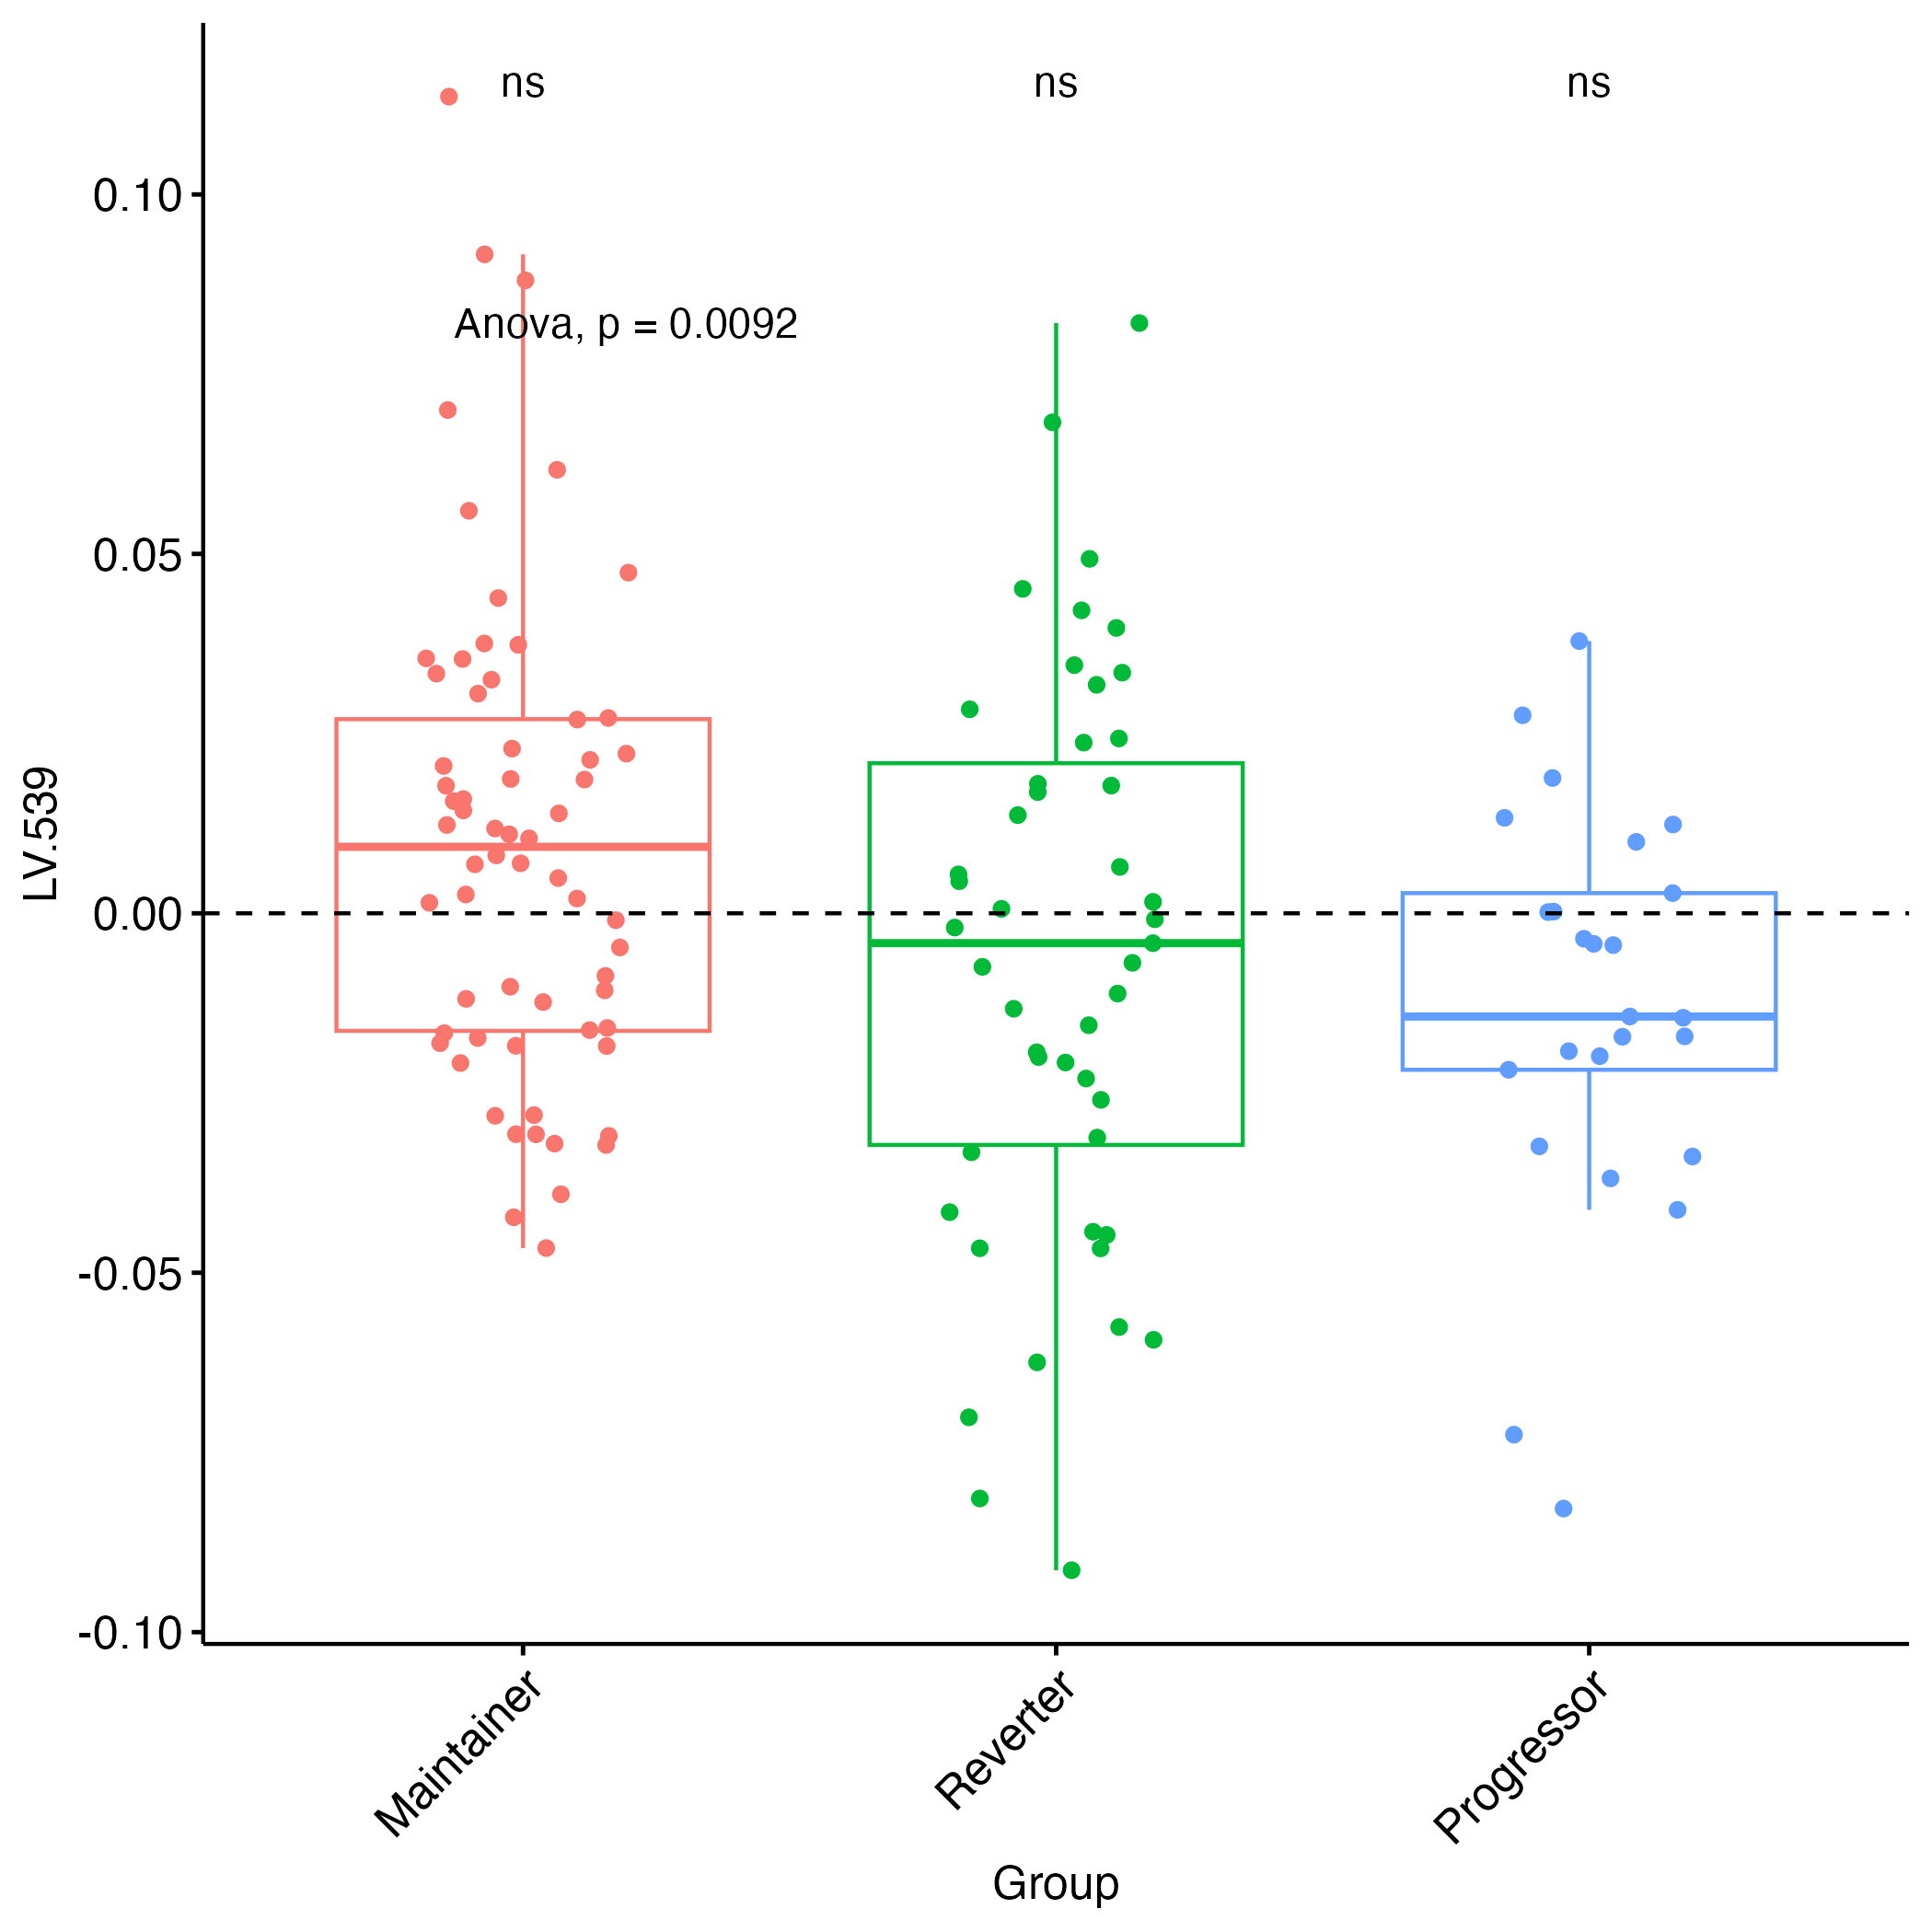 ns ns ns
Anova, p = 0.0092
0.10
0.05
0.00
-0.05
-0.10
LV.539
Maintainer
Reverter
Progressor
Group